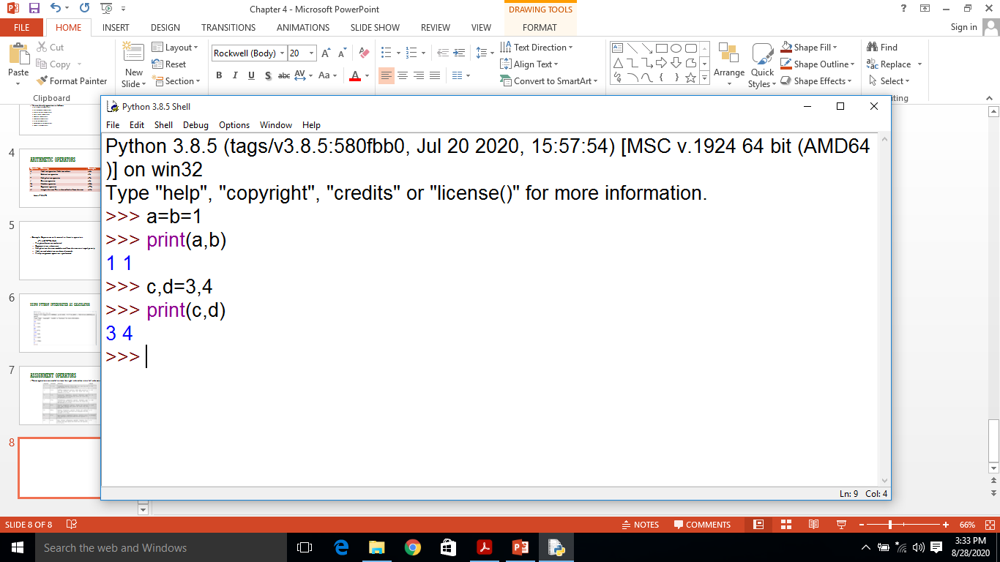 Chapter 4 - Microsoft PowerPoint
DRAWING TOOLS
?
FILE
HOME
INSERT
DESIGN
TRANSITIONS
ANIMATIONS
SLIDE SHOW
REVIEW
VIEW
FORMAT
Sign in
Paste
Cut
Copy
Format Painter
Clipboard
New
Slide
Layout
Reset
Section
Rockwell (Body)
20
B I U S abc AV Aa A
Text Direction
Align Text
Convert to SmartArt
Arrange
Quick
Styles
Shape Fill
Shape Outline
Shape Effects
Find
Replace
Select
ting
4
ARITHMETIC OPERATORS
5
6
USING PYTHON INTERPRETER AS CALCULATOR
7
ASSIGNMENT OPERATORS
8
Python 3.8.5 Shell
File Edit Shell Debug Options Window Help
Python 3.8.5 (tags/v3.8.5:580fbb0, Jul 20 2020, 15:57:54) [MSC v.1924 64 bit (AMD64
)] on win32
Type "help", "copyright", "credits" or "license()" for more information.
>>> a=b=1
>>> print(a,b)
1 1
>>> c,d=3,4
>>> print(c,d)
3 4
>>>
Ln: 9 Col: 4
SLIDE 8 OF 8
NOTES
COMMENTS
66%
Search the web and Windows
3:33 PM
8/28/2020